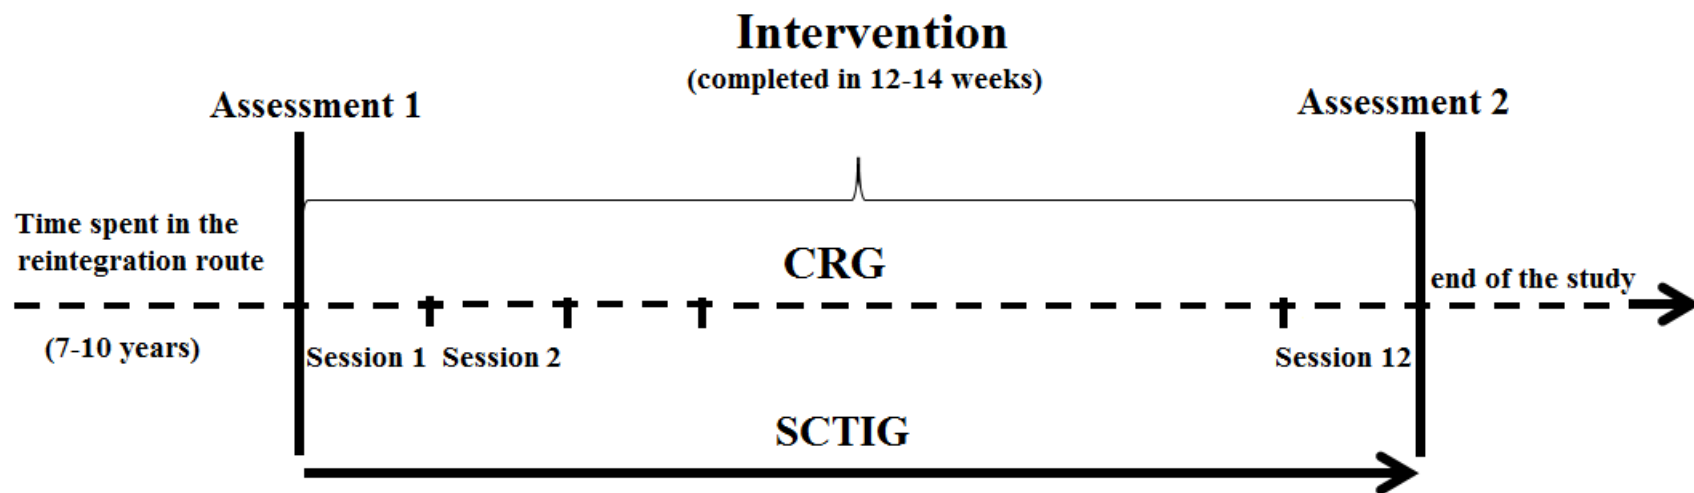 Intervention
(completed in 12-14 weeks)
Assessment 1
Assessment 2
Time spent in the
reintegration route
CRG
end of the study
(7-10 years)
Session 1
Session 2
Session 12
SCTIG